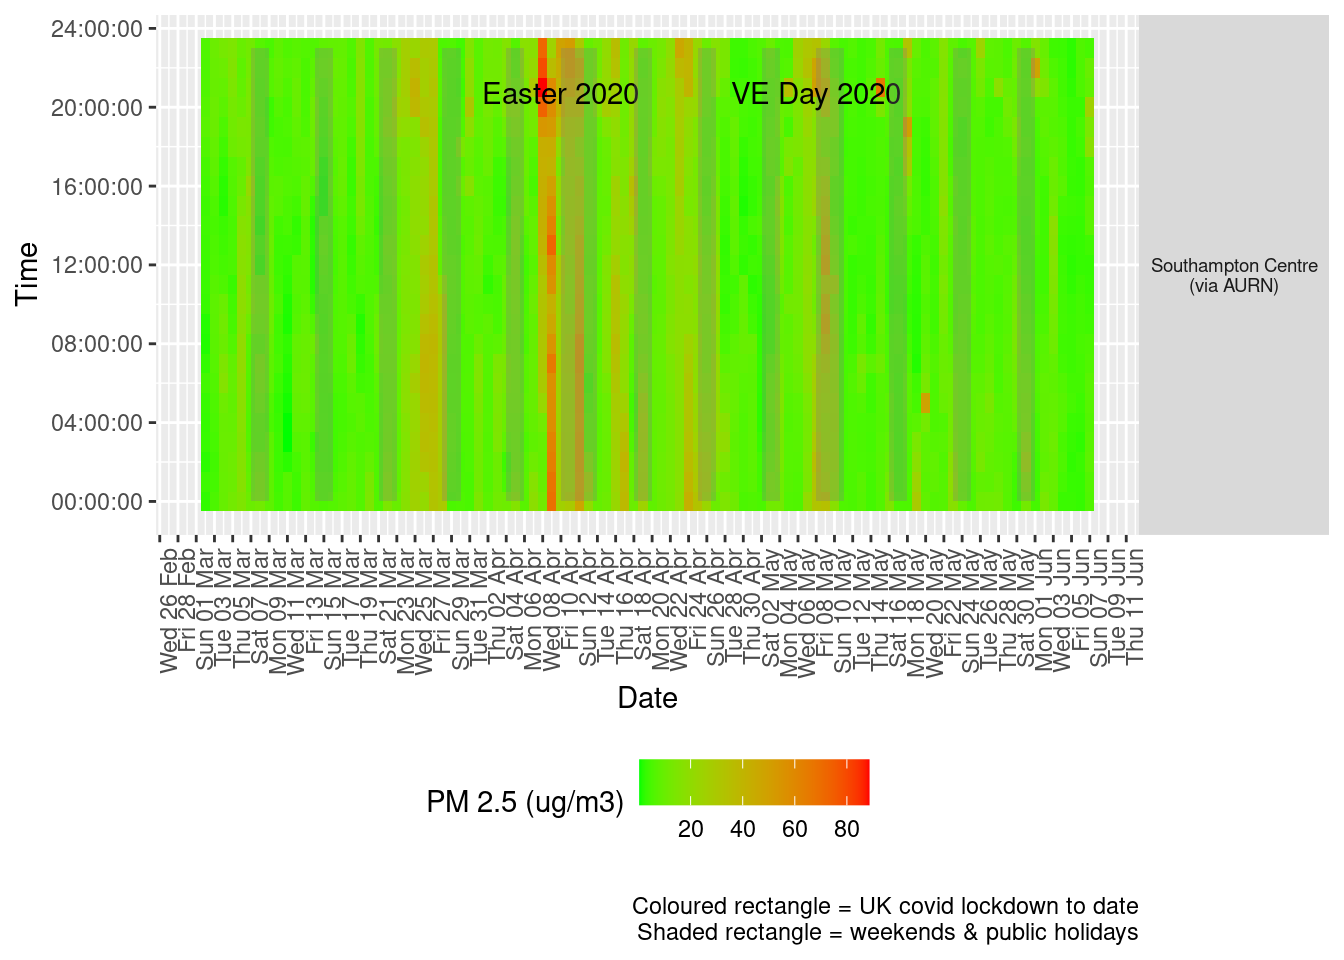 24:00:00
20:00:00
16:00:00
12:00:00
08:00:00
04:00:00
00:00:00
Time
Easter 2020
VE Day 2020
Southampton Centre
(via AURN)
Wed 26 Feb
Fri 28 Feb
Sun 01 Mar
Tue 03 Mar
Thu 05 Mar
Sat 07 Mar
Mon 09 Mar
Wed 11 Mar
Fri 13 Mar
Sun 15 Mar
Tue 17 Mar
Thu 19 Mar
Sat 21 Mar
Mon 23 Mar
Wed 25 Mar
Fri 27 Mar
Sun 29 Mar
Tue 31 Mar
Thu 02 Apr
Sat 04 Apr
Mon 06 Apr
Wed 08 Apr
Fri 10 Apr
Sun 12 Apr
Tue 14 Apr
Thu 16 Apr
Sat 18 Apr
Mon 20 Apr
Wed 22 Apr
Fri 24 Apr
Sun 26 Apr
Tue 28 Apr
Thu 30 Apr
Sat 02 May
Mon 04 May
Wed 06 May
Fri 08 May
Sun 10 May
Tue 12 May
Thu 14 May
Sat 16 May
Mon 18 May
Wed 20 May
Fri 22 May
Sun 24 May
Tue 26 May
Thu 28 May
Sat 30 May
Mon 01 Jun
Wed 03 Jun
Fri 05 Jun
Sun 07 Jun
Tue 09 Jun
Thu 11 Jun
Date
PM 2.5 (ug/m3)
20 40 60 80
Coloured rectangle = UK covid lockdown to date
Shaded rectangle = weekends & public holidays